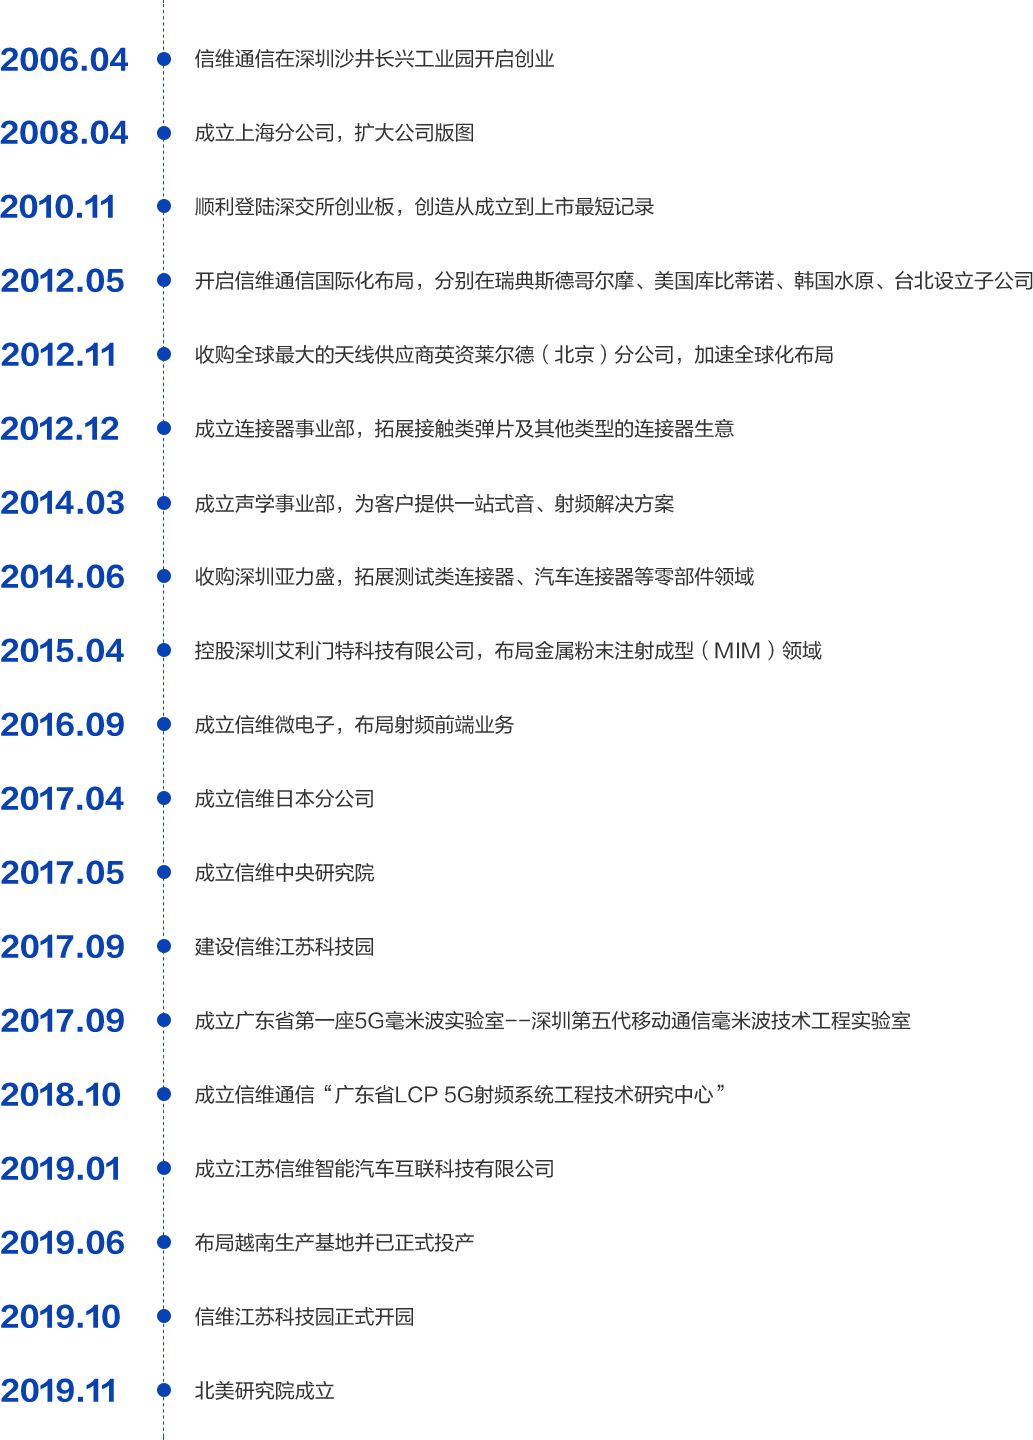 2006.04 信维通信在深圳沙井长兴工业园开启创业
2008.04 成立上海分公司，扩大公司版图
2010.11 顺利登陆深交所创业板，创造从成立到上市最短记录
2012.05 开启信维通信国际化布局，分别在瑞典斯德哥尔摩、美国库比蒂诺、韩国水原、台北设立子公司
2012.11 收购全球最大的天线供应商英资莱尔德（北京）分公司，加速全球化布局
2012.12 成立连接器事业部，拓展接触类弹片及其他类型的连接器生意
2014.03 成立声学事业部，为客户提供一站式音、射频解决方案
2014.06 收购深圳亚力盛，拓展测试类连接器、汽车连接器等零部件领域
2015.04 控股深圳艾利门特科技有限公司，布局金属粉末注射成型（MIM）领域
2016.09 成立信维微电子，布局射频前端业务
2017.04 成立信维日本分公司
2017.05 成立信维中央研究院
2017.09 建设信维江苏科技园
2017.09 成立广东省第一座5G毫米波实验室--深圳第五代移动通信毫米波技术工程实验室
2018.10 成立信维通信“广东省LCP 5G射频系统工程技术研究中心”
2019.01 成立江苏信维智能汽车互联科技有限公司
2019.06 布局越南生产基地并已正式投产
2019.10 信维江苏科技园正式开园
2019.11 北美研究院成立